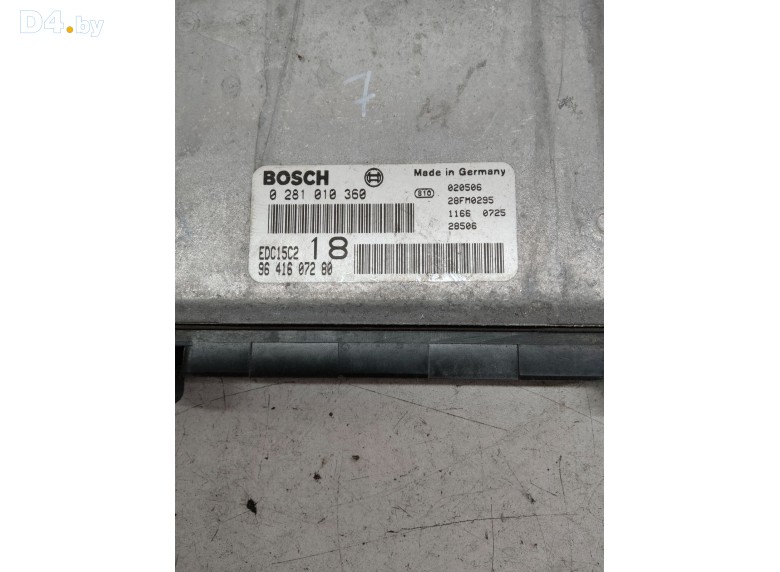 D4.by
7
BOSCH
Made in Germany
0 281 010 360
810
020506
28FM0295
1166 0725
28506
EDC15C2 18
96 416 072 80